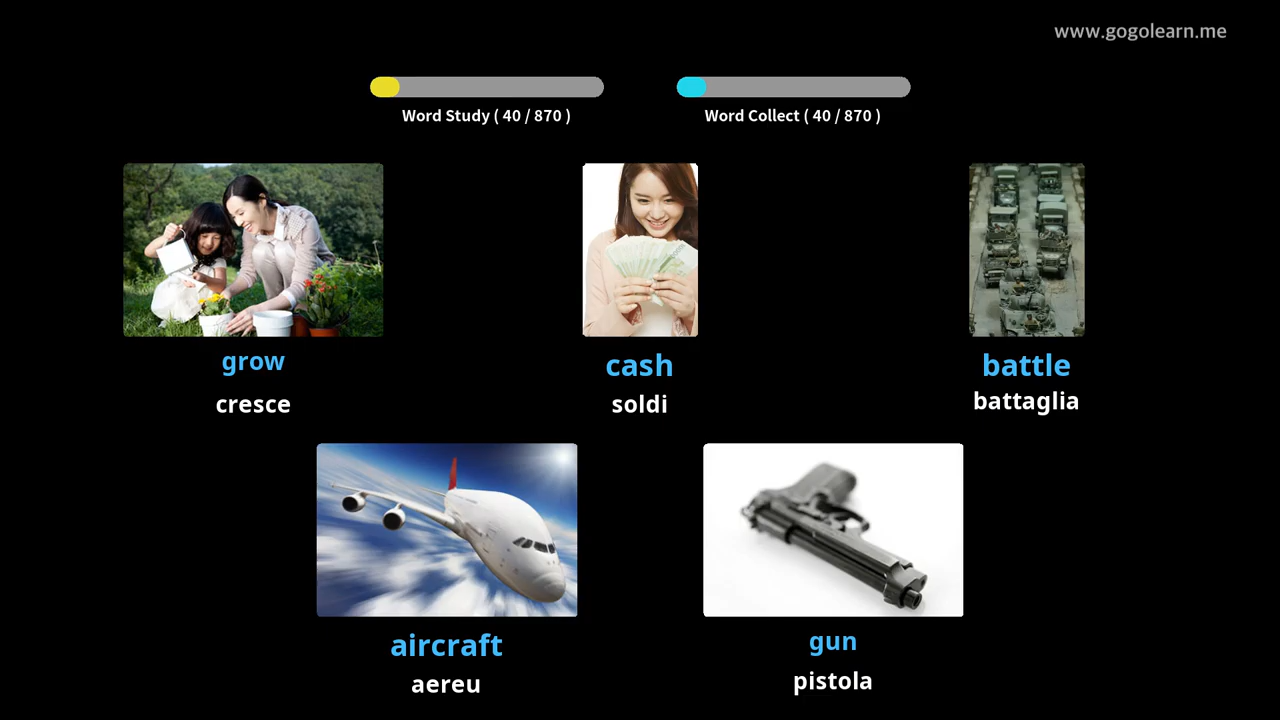 www.gogolearn.me
Word Study ( 40 / 870 )
Word Collect ( 40 / 870 )
grow
cresce
cash
soldi
battle
battaglia
aircraft
aereu
gun
pistola